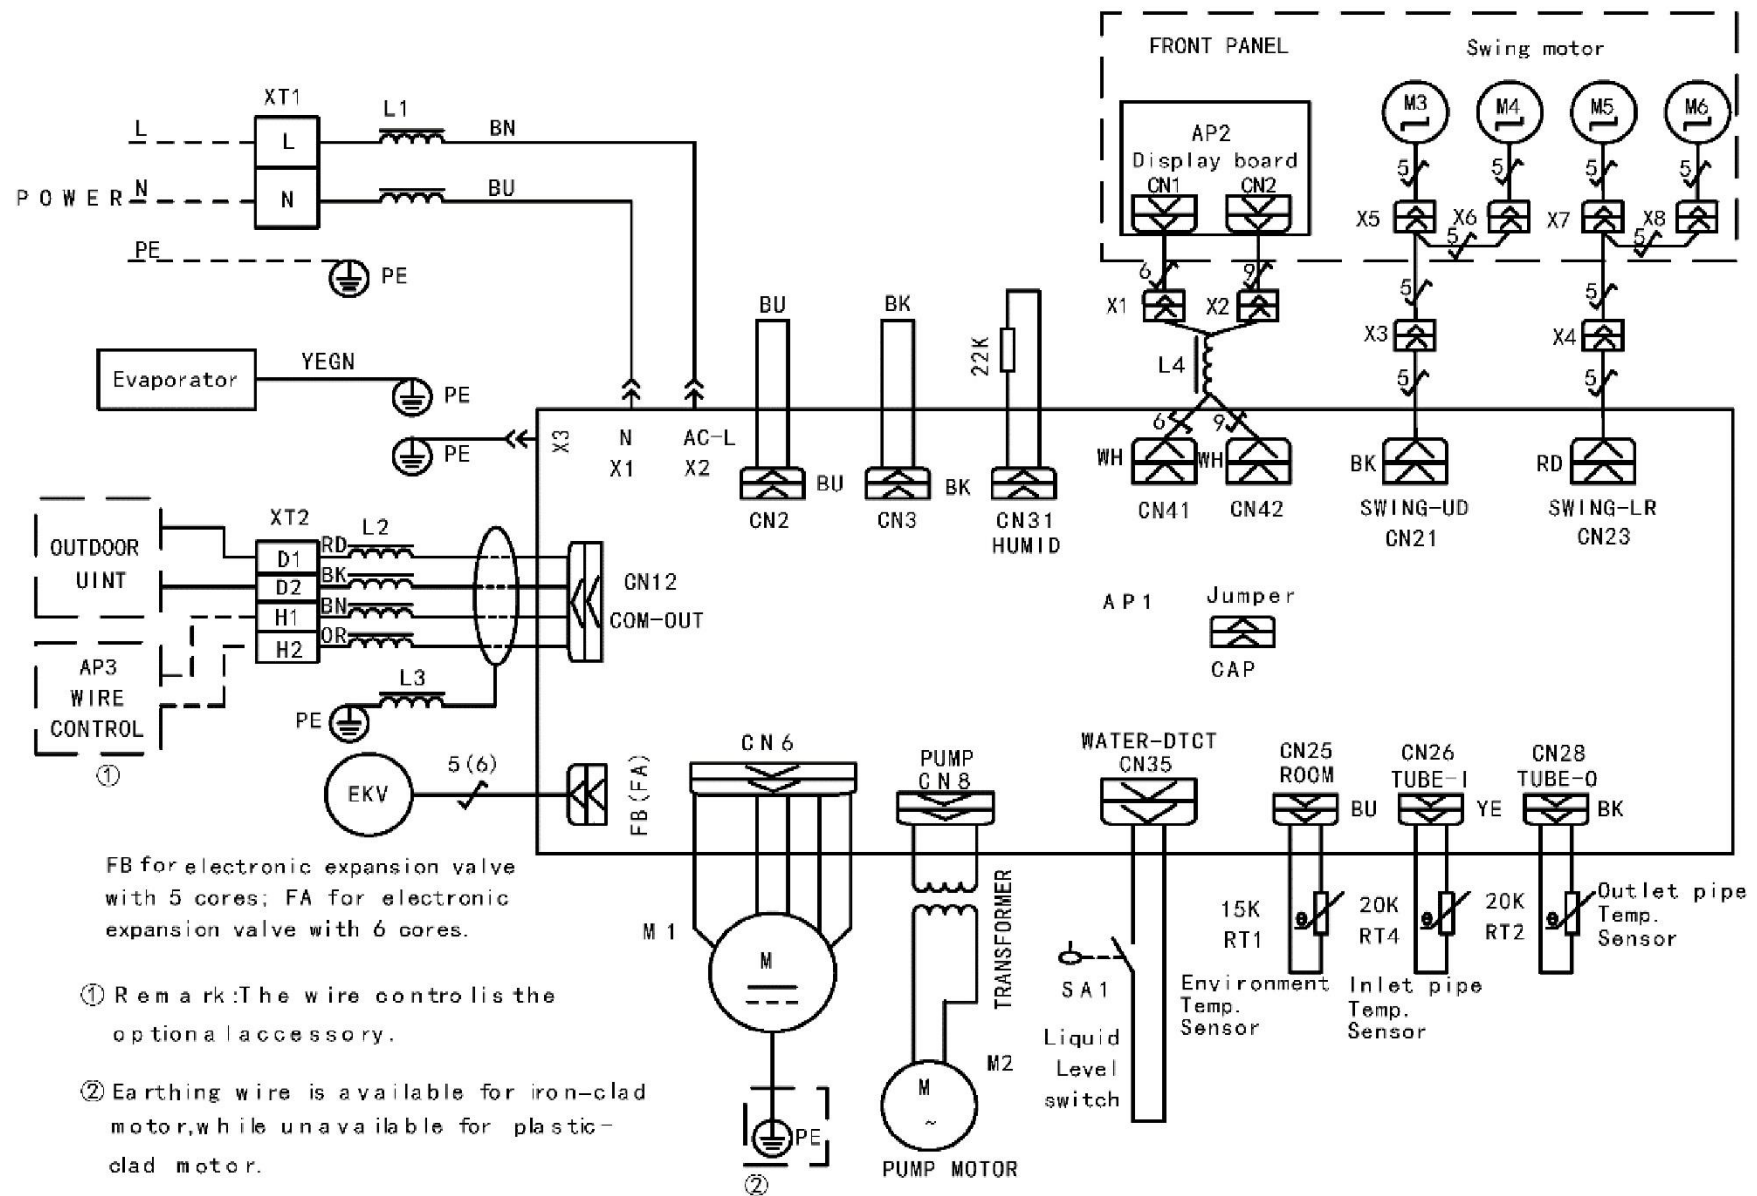 FRONT PANEL
Swing motor
M3
M4
M5
M6
AP2
Display board
CN1
CN2
5
5
5
5
X5
X6
X7
X8
5
5
XT1
L1
L
L
BN
POWER
N
N
BU
PE
PE
6
9
X1
X2
5
5
X3
X4
5
5
L4
BU
BK
22K
Evaporator
YEGN
PE
PE
X3
N
X1
AC-L
X2
BU
CN2
BK
CN3
CN31
HUMID
6
9
WH
WH
CN41
CN42
BK
SWING-UD
CN21
RD
SWING-LR
CN23
OUTDOOR
UINT
XT2
L2
D1
RD
D2
BK
H1
BN
H2
OR
CN12
COM-OUT
AP1
Jumper
CAP
AP3
WIRE
CONTROL
①
L3
PE
EKV
5(6)
FB(FA)
CN6
PUMP
CN8
WATER-DTCT
CN35
CN25
ROOM
BU
CN26
TUBE-I
YE
CN28
TUBE-O
BK
FB for electronic expansion valve
with 5 cores; FA for electronic
expansion valve with 6 cores.
M1
M
TRANSFORMER
15K
RT1
θ
20K
RT4
θ
20K
RT2
θ
Outlet pipe
Temp.
Sensor
Environment
Temp.
Sensor
Inlet pipe
Temp.
Sensor
SA1
Liquid
Level
switch
① Remark:The wire controlis the
optional accessory.
② Earthing wire is available for iron-clad
motor,while unavailable for plastic-
clad motor.
PE
②
M2
M
~
PUMP MOTOR